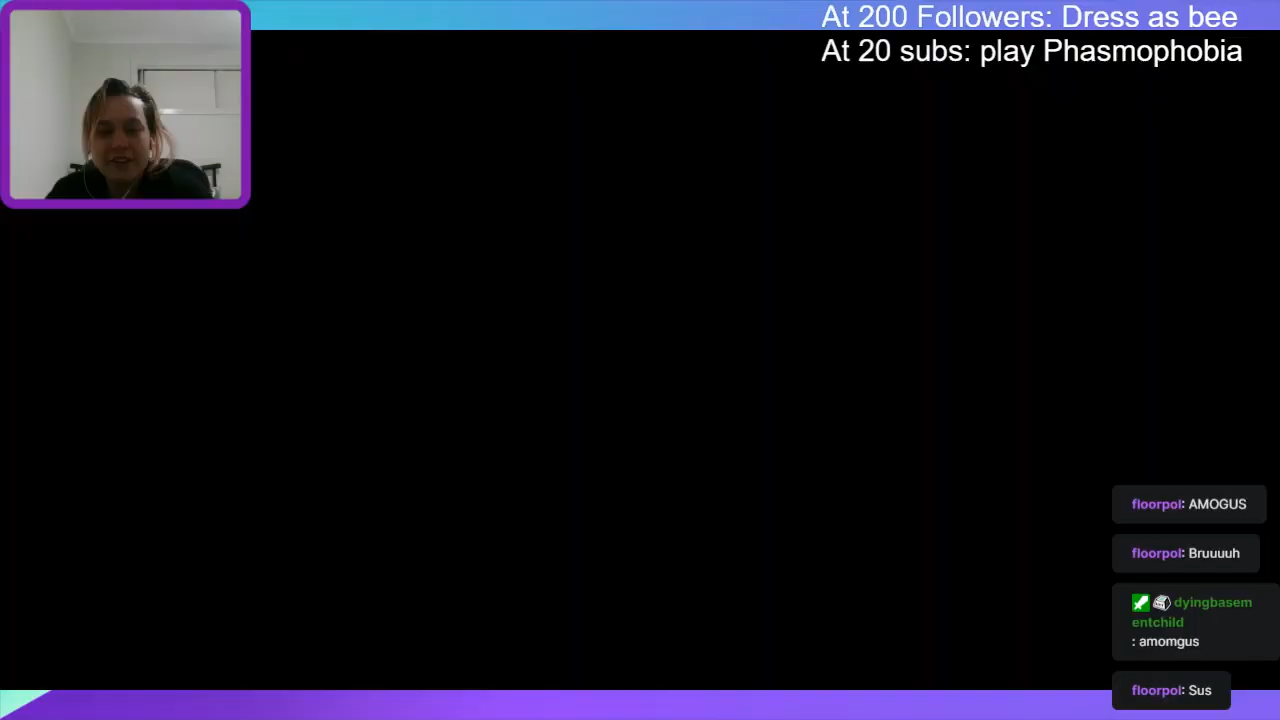 At 200 Followers: Dress as bee
At 20 subs: play Phasmophobia
floorpol: AMOGUS
floorpol: Bruuuuh
dyingbasem
entchild
: amomgus
floorpol: Sus